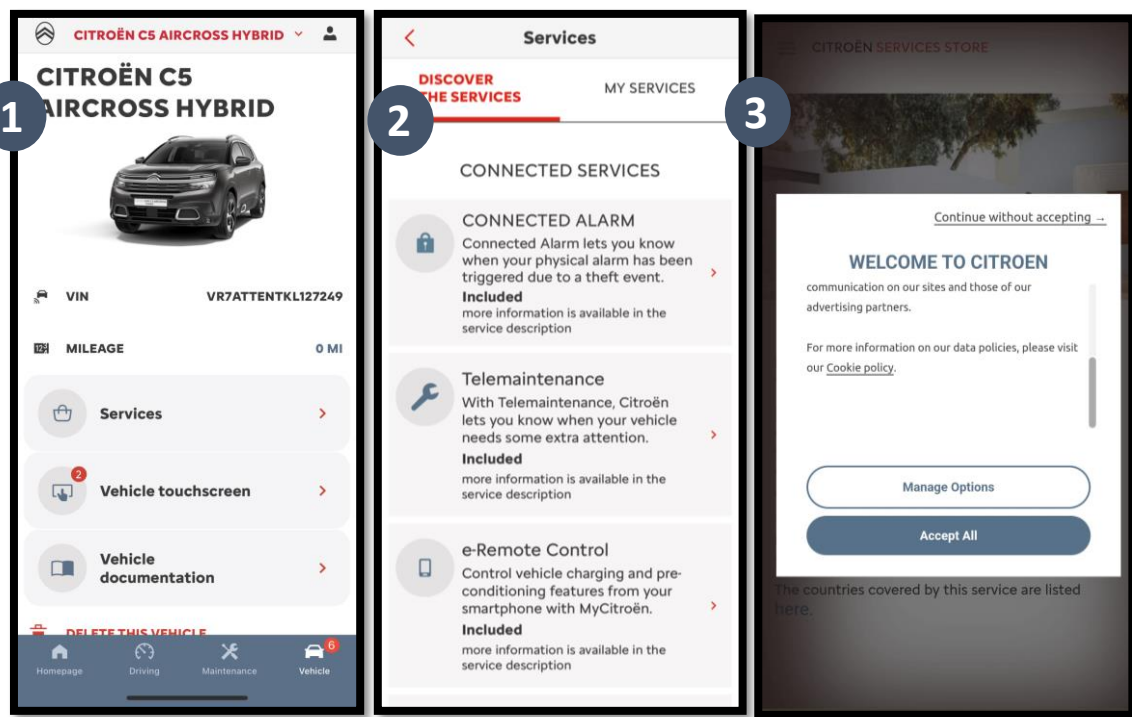 1
CITROËN C5 AIRCROSS HYBRID
CITROËN C5
AIRCROSS HYBRID
VIN VR7ATTENTKL127249
MILEAGE 0 MI
Services
2
Vehicle touchscreen
Vehicle
documentation
DELETE THIS VEHICLE
6
Homepage Driving Maintenance Vehicle
2
Services
DISCOVER
THE SERVICES
MY SERVICES
CONNECTED SERVICES
CONNECTED ALARM
Connected Alarm lets you know
when your physical alarm has been
triggered due to a theft event.
Included
more information is available in the
service description
Telemaintenance
With Telemaintenance, Citroën
lets you know when your vehicle
needs some extra attention.
Included
more information is available in the
service description
e-Remote Control
Control vehicle charging and pre-
conditioning features from your
smartphone with MyCitroën.
Included
more information is available in the
service description
3
CITROËN SERVICES STORE
Continue without accepting →
WELCOME TO CITROEN
communication on our sites and those of our
advertising partners.
For more information on our data policies, please visit
our Cookie policy.
Manage Options
Accept All
The countries covered by this service are listed
here.